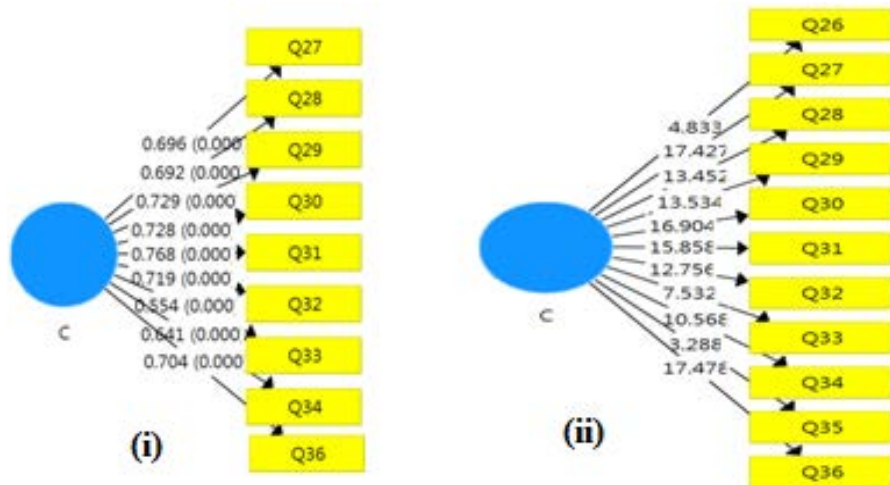 Q27
Q28
Q29
Q30
Q31
Q32
Q33
Q34
Q36
0.696 (0.000
0.692 (0.000
0.729 (0.000
0.728 (0.000
0.768 (0.000
0.719 (0.000
0.554 (0.000
0.641 (0.000
0.704 (0.000
C
(i)
Q26
Q27
Q28
Q29
Q30
Q31
Q32
Q33
Q34
Q35
Q36
4.833
17.427
13.452
13.534
16.904
15.858
12.756
7.532
10.568
3.288
17.478
C
(ii)